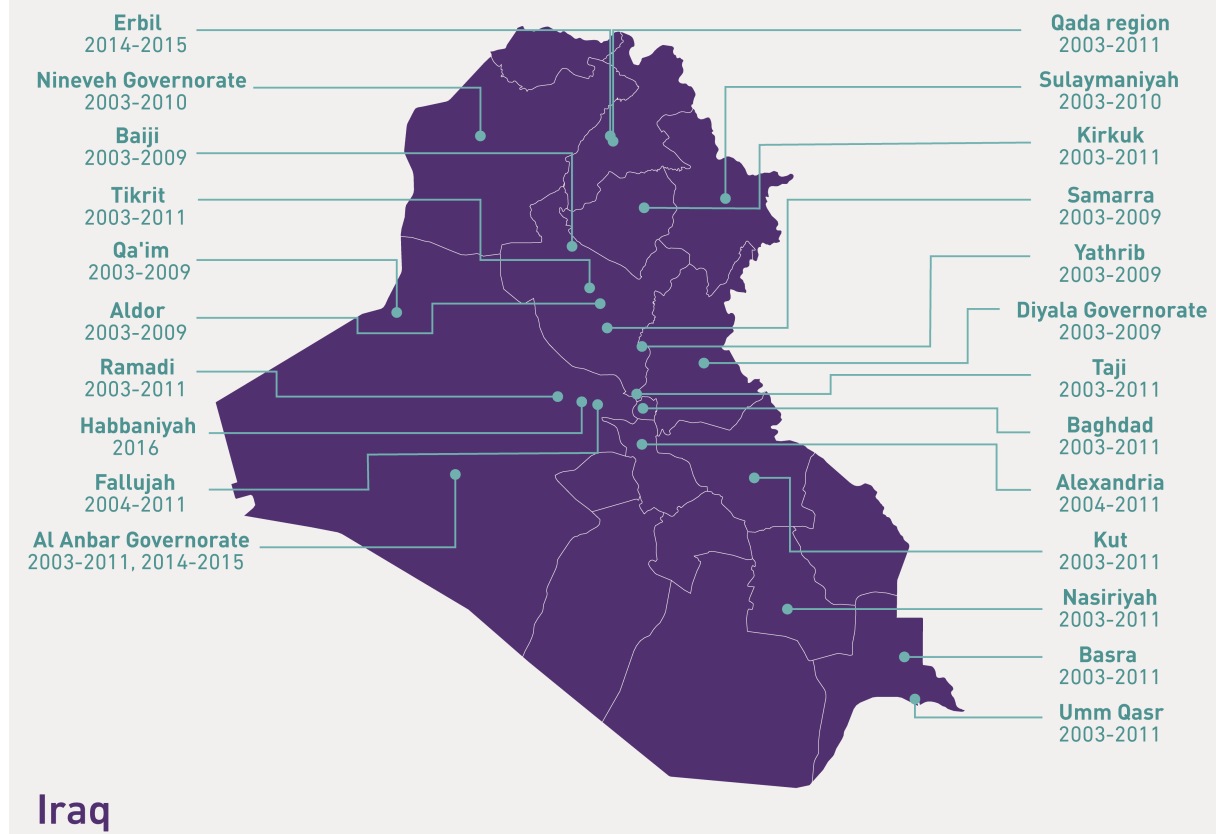 Erbil
2014-2015
Nineveh Governorate
2003-2010
Baiji
2003-2009
Tikrit
2003-2011
Qa'im
2003-2009
Aldor
2003-2009
Ramadi
2003-2011
Habbaniyah
2016
Fallujah
2004-2011
Al Anbar Governorate
2003-2011, 2014-2015
Qada region
2003-2011
Sulaymaniyah
2003-2010
Kirkuk
2003-2011
Samarra
2003-2009
Yathrib
2003-2009
Diyala Governorate
2003-2009
Taji
2003-2011
Baghdad
2003-2011
Alexandria
2004-2011
Kut
2003-2011
Nasiriyah
2003-2011
Basra
2003-2011
Umm Qasr
2003-2011
Iraq